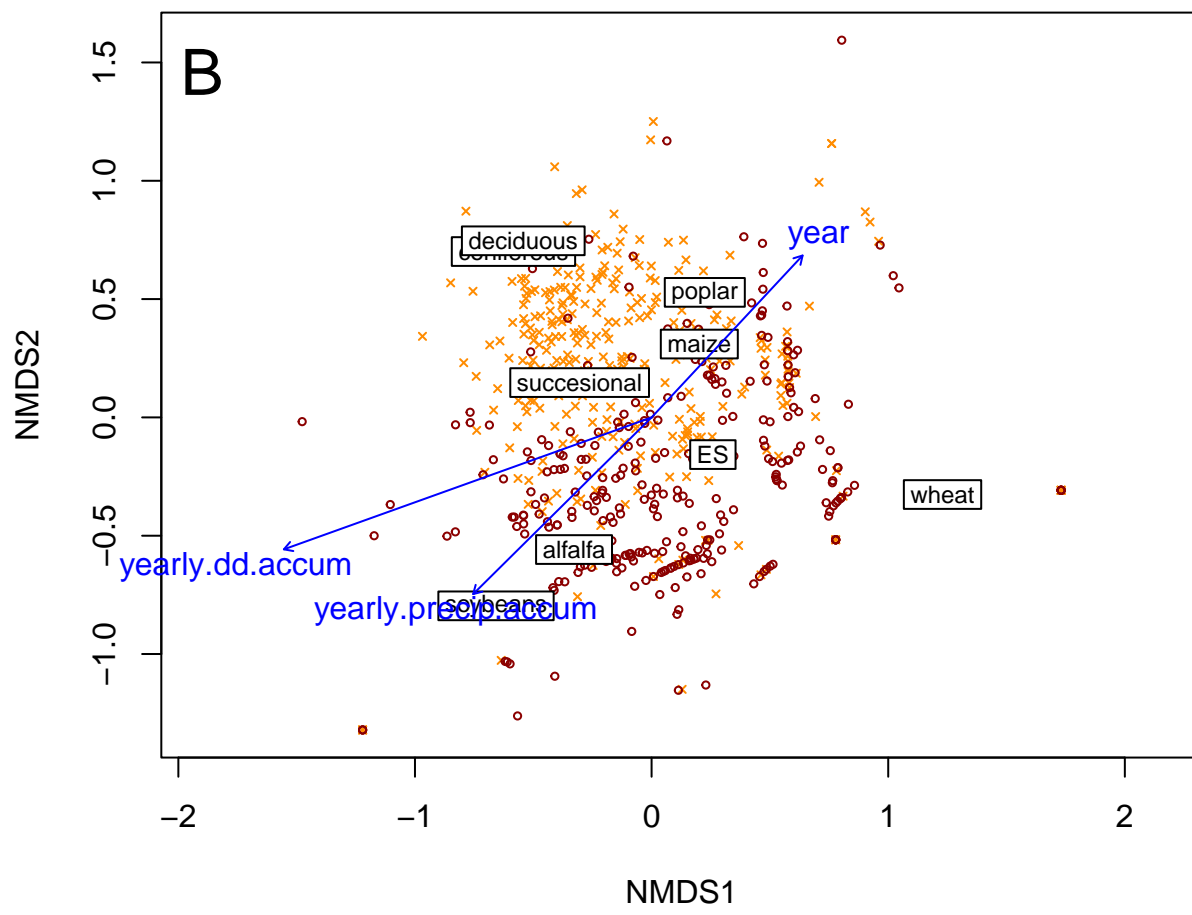 B
1.5
1.0
0.5
0.0
−0.5
−1.0
NMDS2
year
deciduous
coniferous
poplar
maize
succesional
ES
wheat
alfalfa
yearly.dd.accum
soybeans
yearly.precip.accum
−2
−1
0
1
2
NMDS1